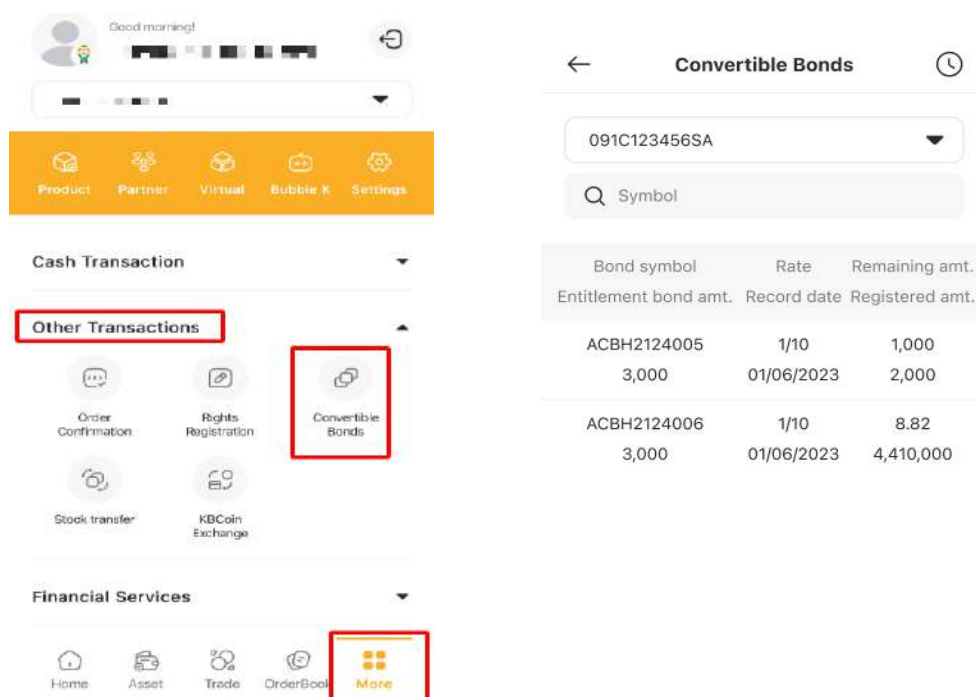 Good morning!
Product Partner Virtual Bubble K Settings
Cash Transaction
Other Transactions
Order Confirmation
Rights Registration
Convertible Bonds
Stock transfer
KBCoin Exchange
Financial Services
Home Asset Trade OrderBook More
Convertible Bonds
091C123456SA
Symbol
Bond symbol Rate Remaining amt.
Entitlement bond amt. Record date Registered amt.
ACBH2124005 1/10 1,000
3,000 01/06/2023 2,000
ACBH2124006 1/10 8.82
3,000 01/06/2023 4,410,000